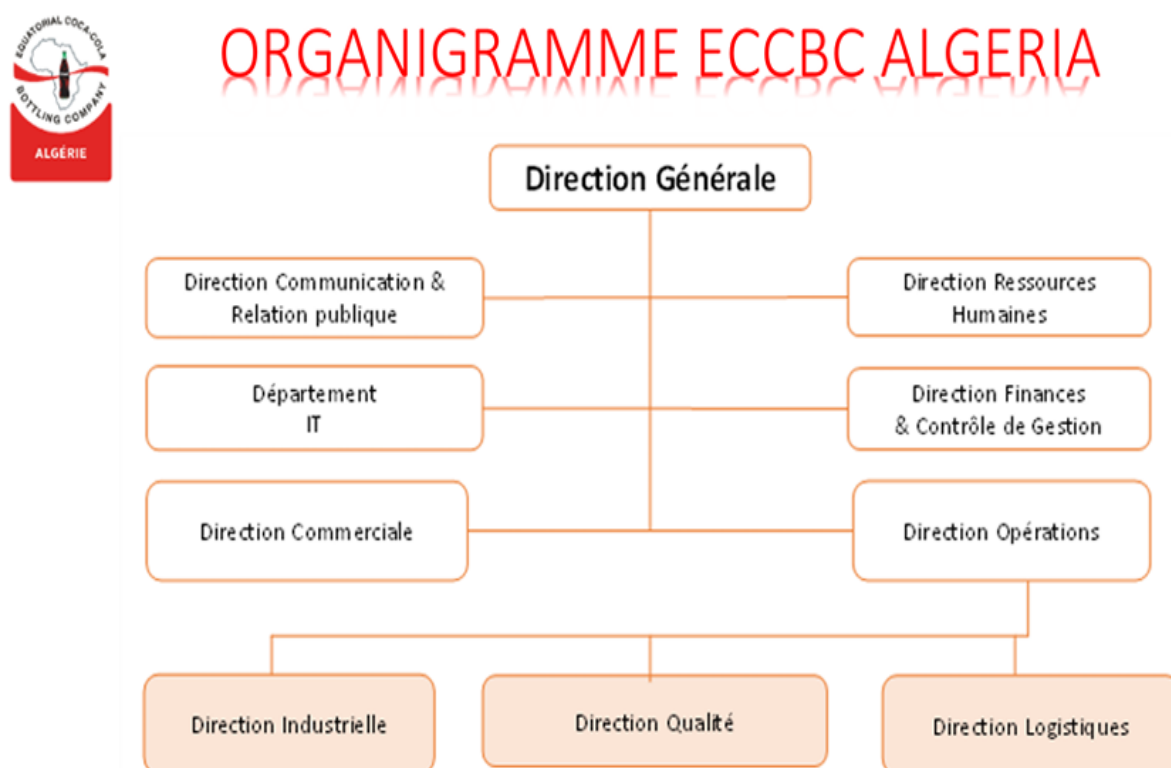 EQUATORIAL COCA-COLA
BOTTLING COMPANY
ALGÉRIE
ORGANIGRAMME ECCBC ALGERIA
Direction Générale
Direction Communication &
Relation publique
Direction Ressources
Humaines
Département
IT
Direction Finances
& Contrôle de Gestion
Direction Commerciale
Direction Opérations
Direction Industrielle
Direction Qualité
Direction Logistiques